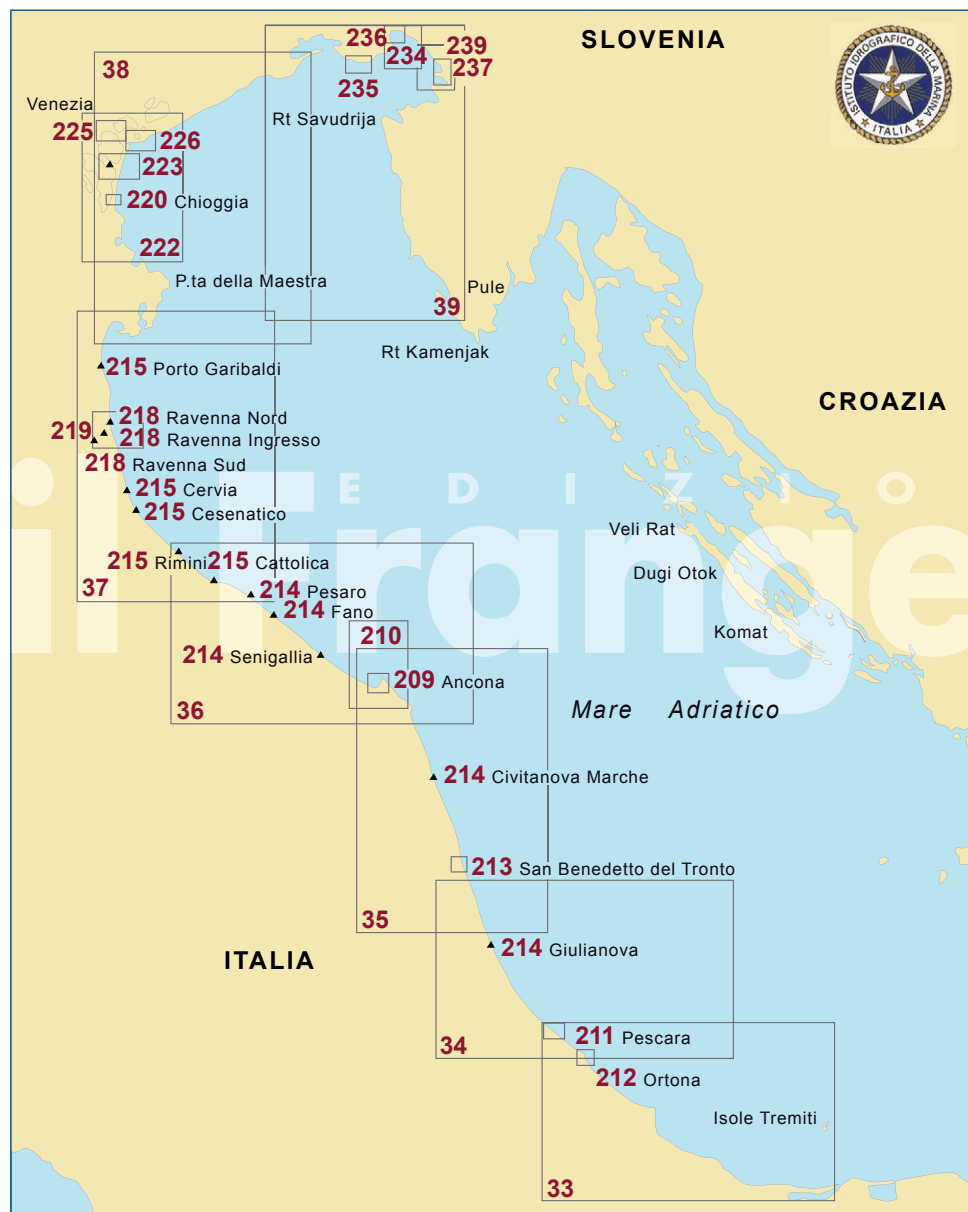 SLOVENIA
ISTITUTO IDROGRAFICO DELLA MARINA
ITALIA
236
239
234
237
235
38
Venezia
Rt Savudrija
225
226
223
220 Chioggia
222
P.ta della Maestra
Pule
39
Rt Kamenjak
215 Porto Garibaldi
CROAZIA
218 Ravenna Nord
219
218 Ravenna Ingresso
218 Ravenna Sud
EDIZIO
il Frange
215 Cervia
215 Cesenatico
Veli Rat
215 Rimini
215 Cattolica
Dugi Otok
37
214 Pesaro
214 Fano
Komat
210
214 Senigallia
209 Ancona
36
Mare Adriatico
214 Civitanova Marche
213 San Benedetto del Tronto
35
ITALIA
214 Giulianova
211 Pescara
34
212 Ortona
Isole Tremiti
33